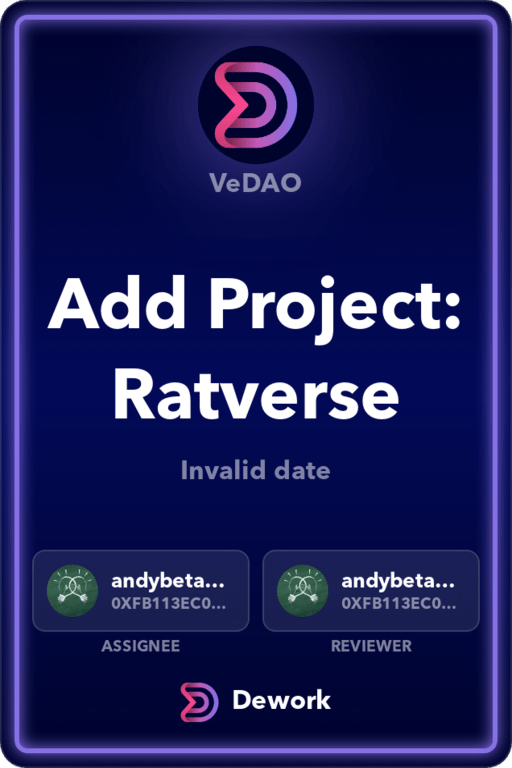 VeDAO
Add Project:
Ratverse
Invalid date
andybeta...
0XFB113EC0...
ASSIGNEE
andybeta...
0XFB113EC0...
REVIEWER
Dework